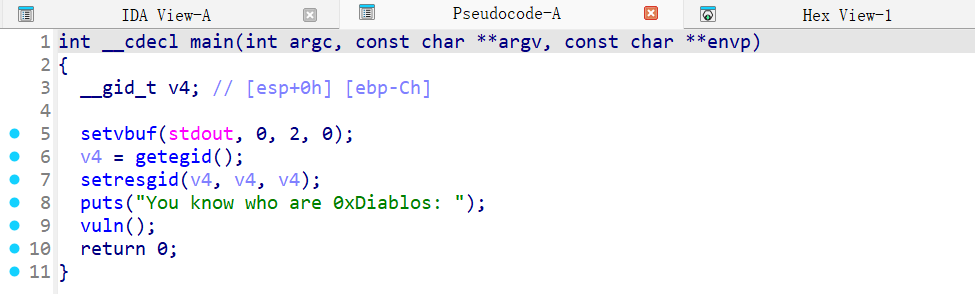 IDA View-A Pseudocode-A Hex View-1
1 int __cdecl main(int argc, const char **argv, const char **envp)
2 {
3   __gid_t v4; // [esp+0h] [ebp-Ch]
4
5   setvbuf(stdout, 0, 2, 0);
6   v4 = getegid();
7   setresgid(v4, v4, v4);
8   puts("You know who are 0xDiablos: ");
9   vuln();
10   return 0;
11 }